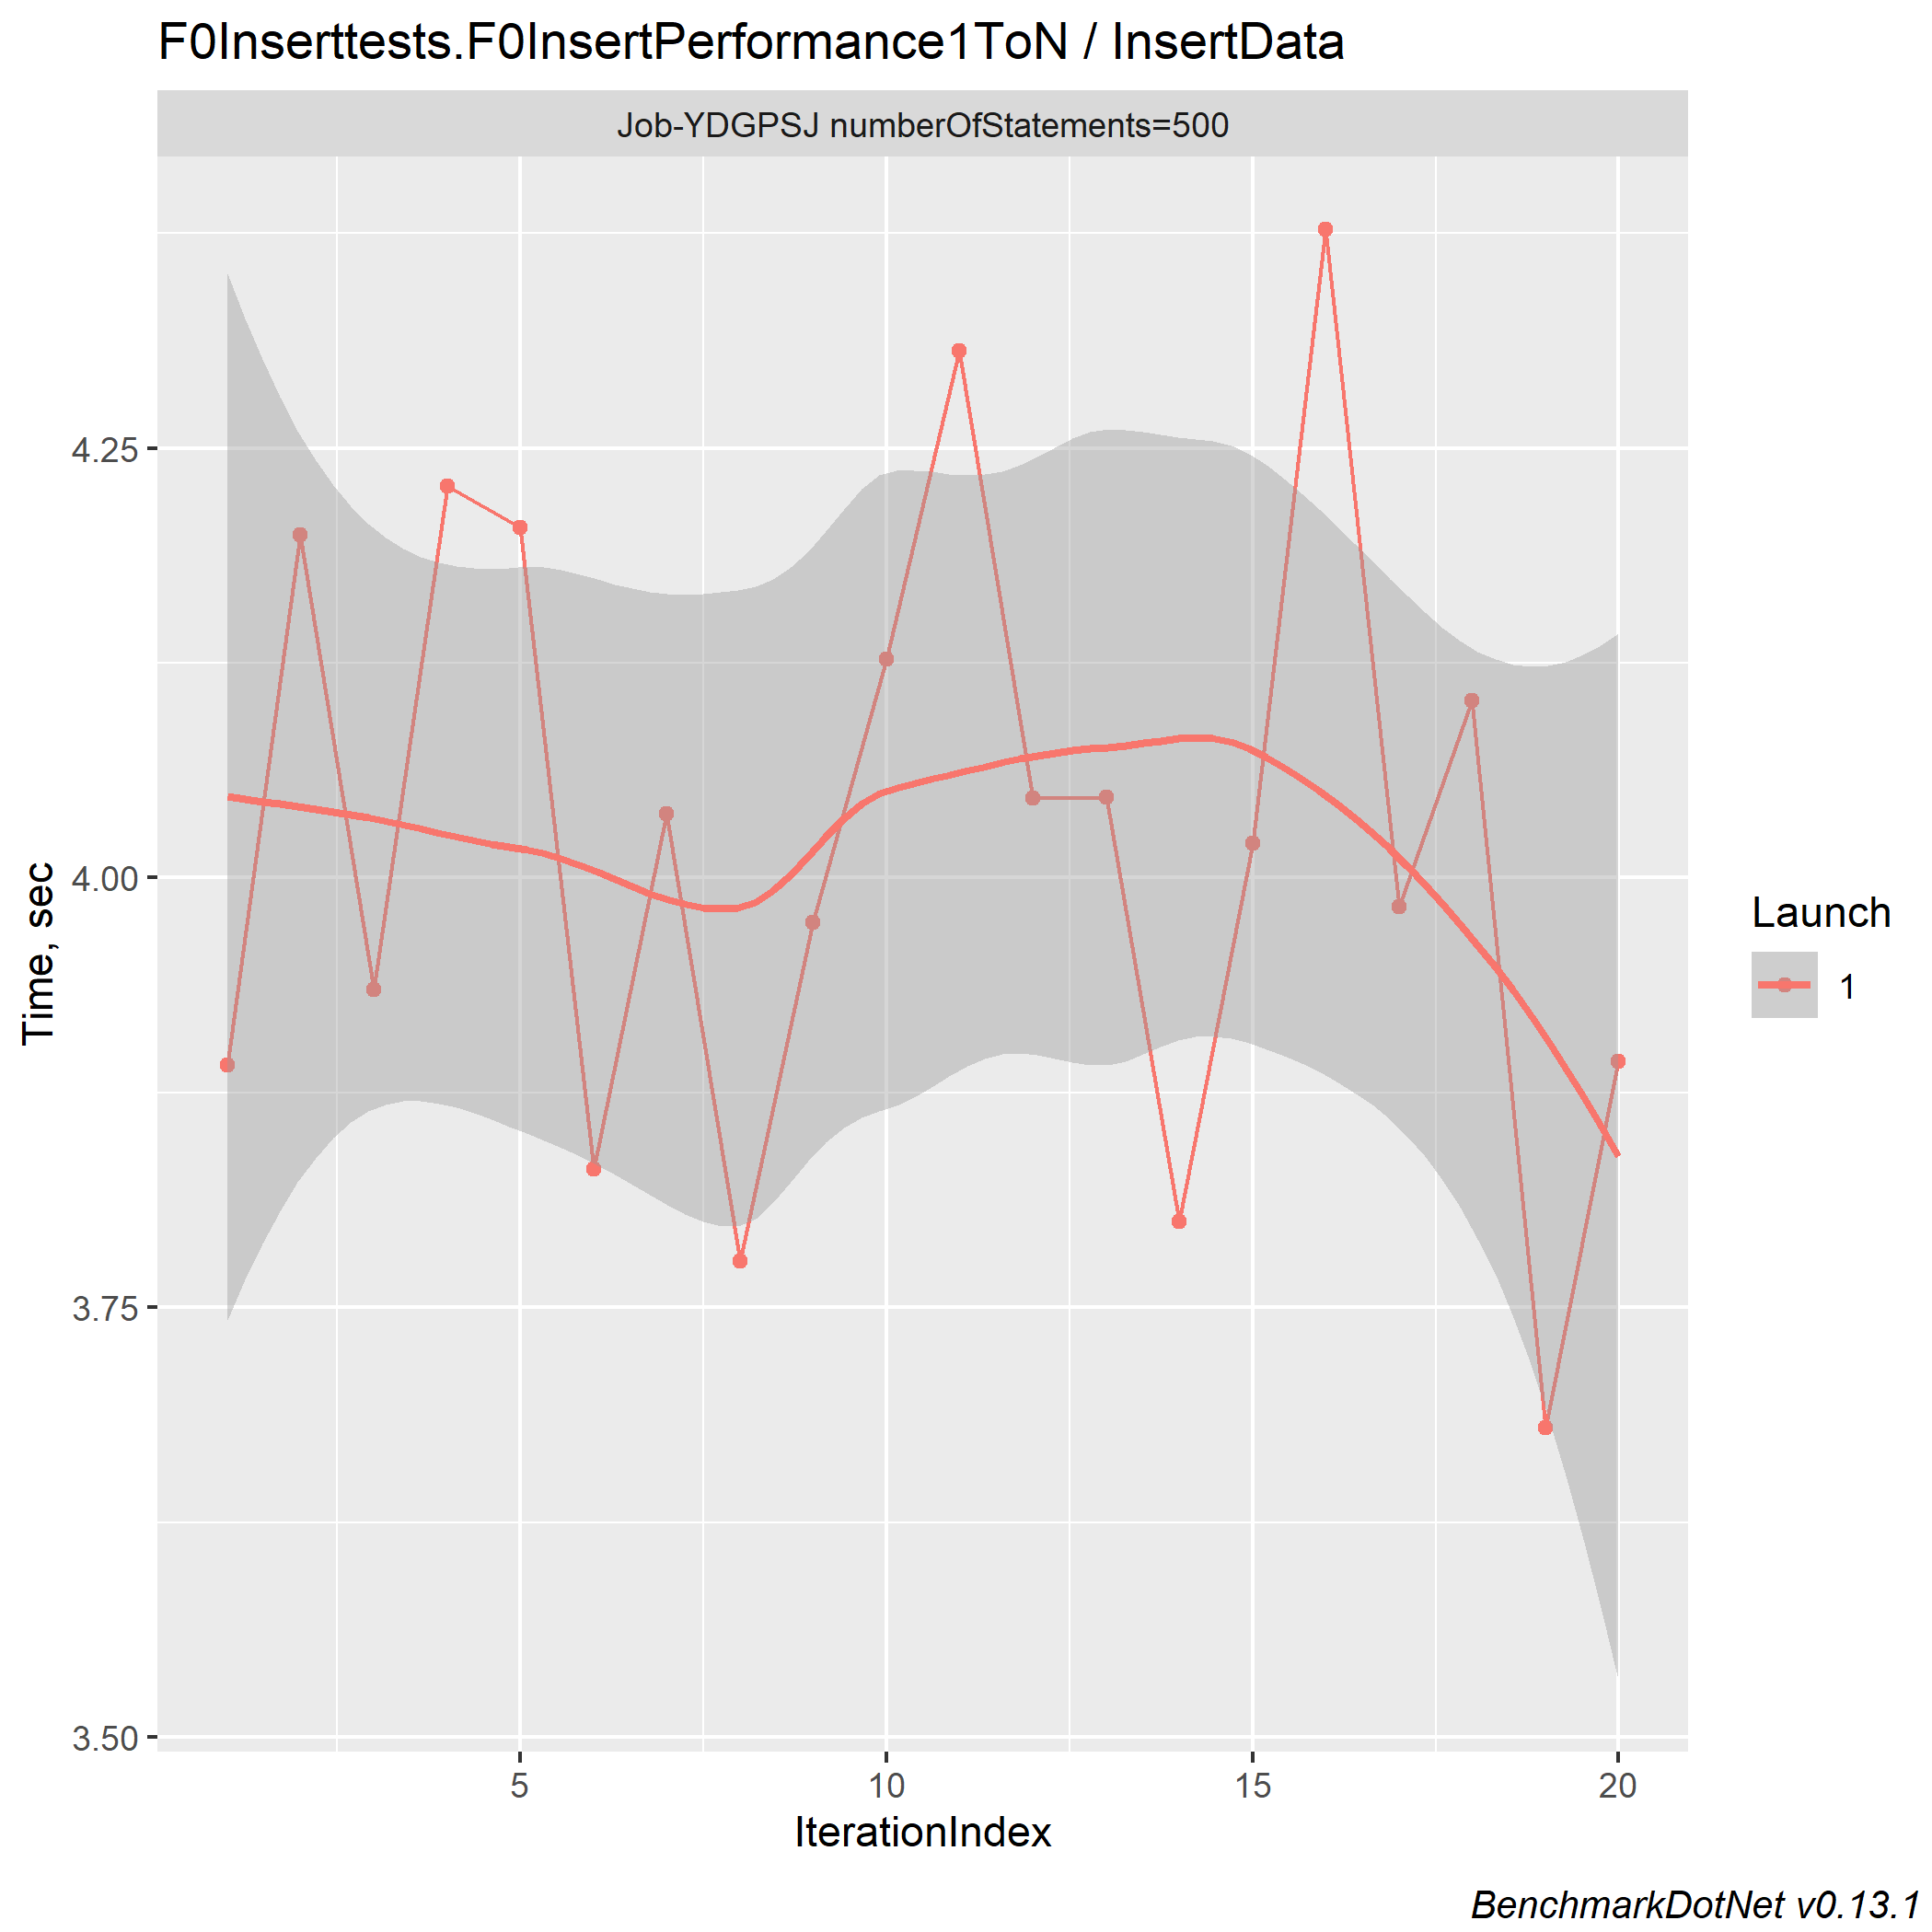 F0Inserttests.F0InsertPerformance1ToN / InsertData
Job-YDGPSJ numberOfStatements=500
4.25
4.00
3.75
3.50
Time, sec
5
10
15
20
IterationIndex
Launch
1
BenchmarkDotNet v0.13.1